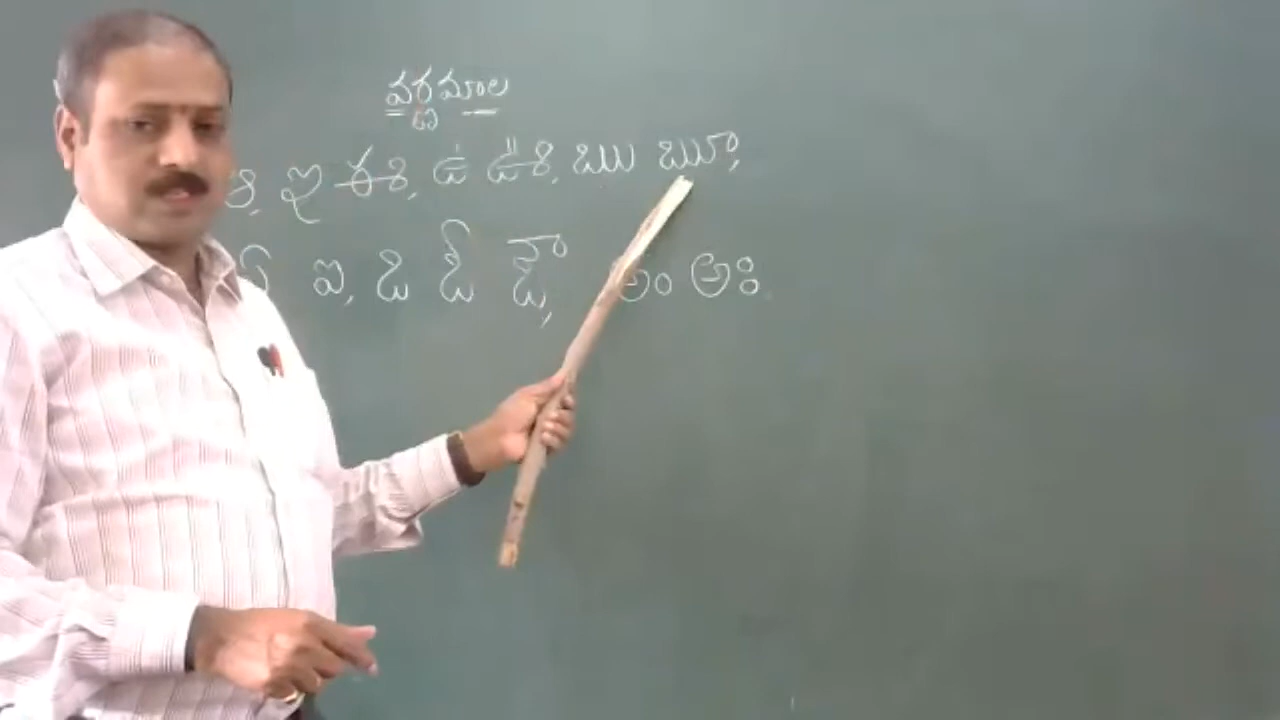 వర్ణమాల
ఆ, ఇ ఈ, ఉ ఊ, ఋ ౠ,
ఏ ఐ, ఒ ఓ ఔ, అం అః